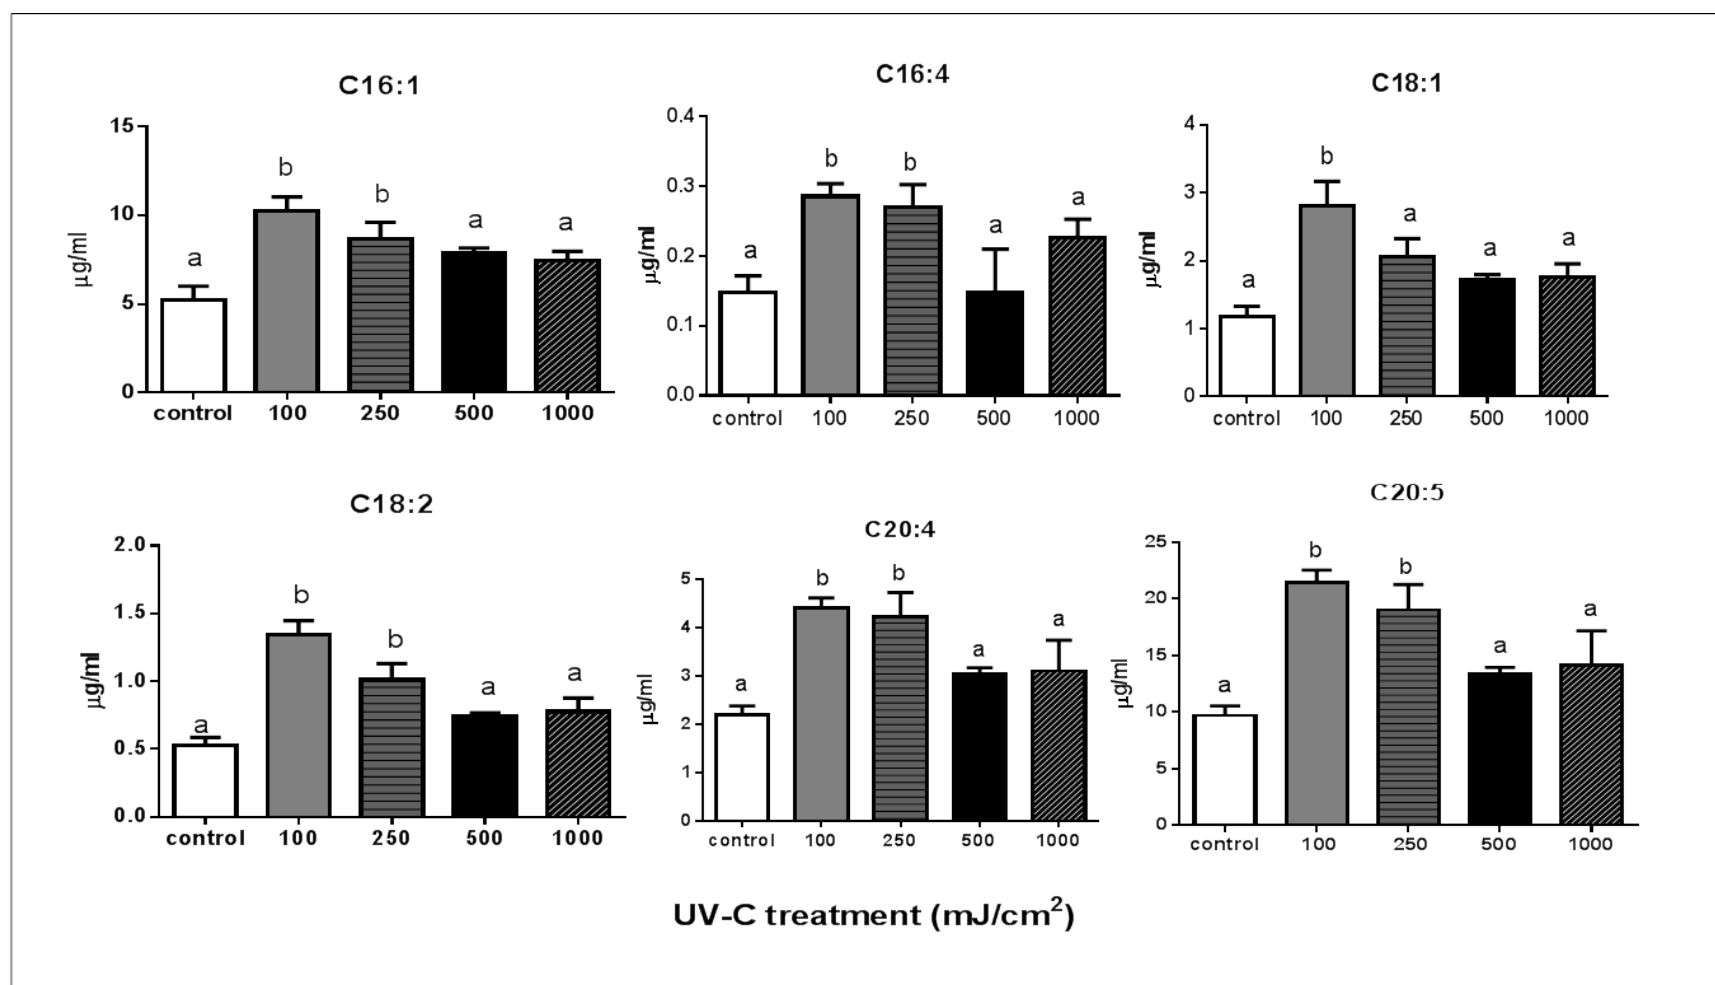 C16:1
15
10
5
0
μg/ml
a
b
b
a
a
control 100 250 500 1000
C16:4
0.4
0.3
0.2
0.1
0.0
μg/ml
a
b
b
a
a
control 100 250 500 1000
C18:1
4
3
2
1
0
μg/ml
a
b
a
a
a
control 100 250 500 1000
C18:2
2.0
1.5
1.0
0.5
0.0
μg/ml
a
b
b
a
a
control 100 250 500 1000
C20:4
5
4
3
2
1
0
μg/ml
a
b
b
a
a
control 100 250 500 1000
C20:5
25
20
15
10
5
0
μg/ml
a
b
b
a
a
control 100 250 500 1000
UV-C treatment (mJ/cm²)